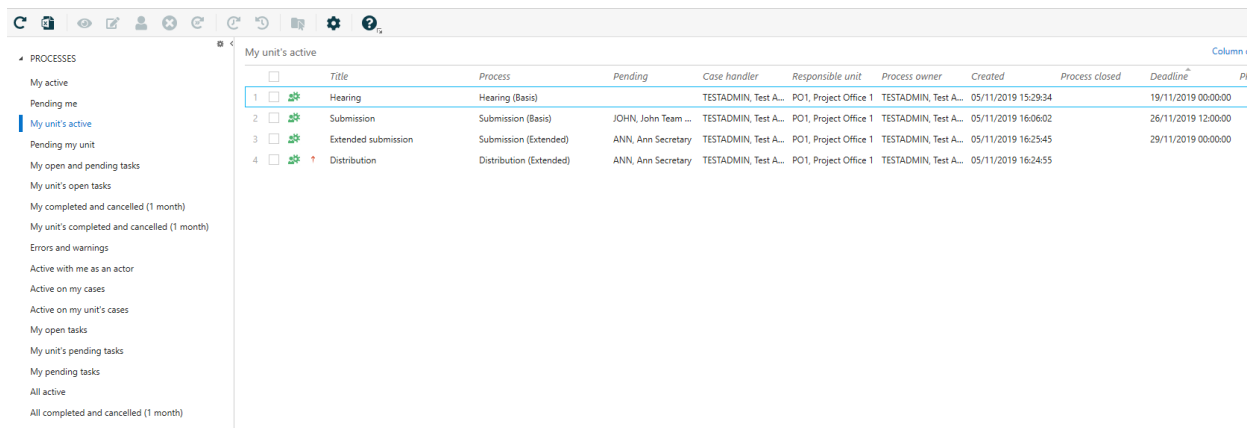 PROCESSES
My active
Pending me
My unit's active
Pending my unit
My open and pending tasks
My unit's open tasks
My completed and cancelled (1 month)
My unit's completed and cancelled (1 month)
Errors and warnings
Active with me as an actor
Active on my cases
Active on my unit's cases
My open tasks
My unit's pending tasks
My pending tasks
All active
All completed and cancelled (1 month)
My unit's active
Column
Title Process Pending Case handler Responsible unit Process owner Created Process closed Deadline
1 Hearing Hearing (Basis) TESTADMIN, Test A... PO1, Project Office 1 TESTADMIN, Test A... 05/11/2019 15:29:34 19/11/2019 00:00:00
2 Submission Submission (Basis) JOHN, John Team ... TESTADMIN, Test A... PO1, Project Office 1 TESTADMIN, Test A... 05/11/2019 16:06:02 26/11/2019 12:00:00
3 Extended submission Submission (Extended) ANN, Ann Secretary TESTADMIN, Test A... PO1, Project Office 1 TESTADMIN, Test A... 05/11/2019 16:25:45 29/11/2019 00:00:00
4 Distribution Distribution (Extended) ANN, Ann Secretary TESTADMIN, Test A... PO1, Project Office 1 TESTADMIN, Test A... 05/11/2019 16:24:55